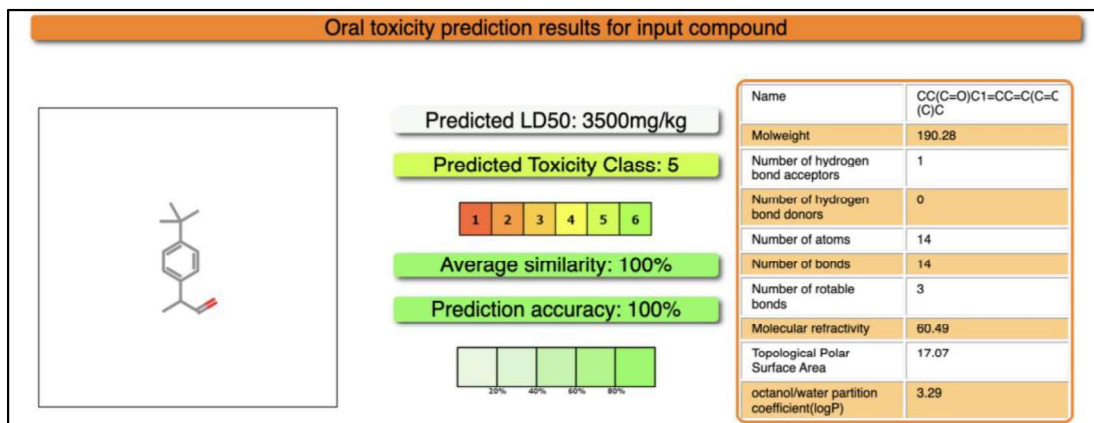 Oral toxicity prediction results for input compound
Predicted LD50: 3500mg/kg
Predicted Toxicity Class: 5
1 2 3 4 5 6
Average similarity: 100%
Prediction accuracy: 100%
20% 40% 60% 80%
Name CC(C=O)C1=CC=C(C=C
(C)C
Molweight 190.28
Number of hydrogen
bond acceptors 1
Number of hydrogen
bond donors 0
Number of atoms 14
Number of bonds 14
Number of rotable
bonds 3
Molecular refractivity 60.49
Topological Polar
Surface Area 17.07
octanol/water partition
coefficient(logP) 3.29